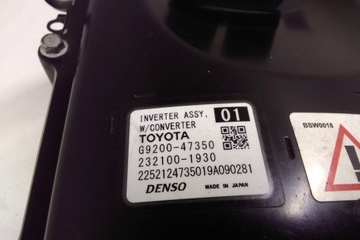 INVERTER ASSY. 01
W/CONVERTER
TOYOTA
G9200-47350
232100-1930
2252124735019A090281
DENSO MADE IN JAPAN
BSW0018